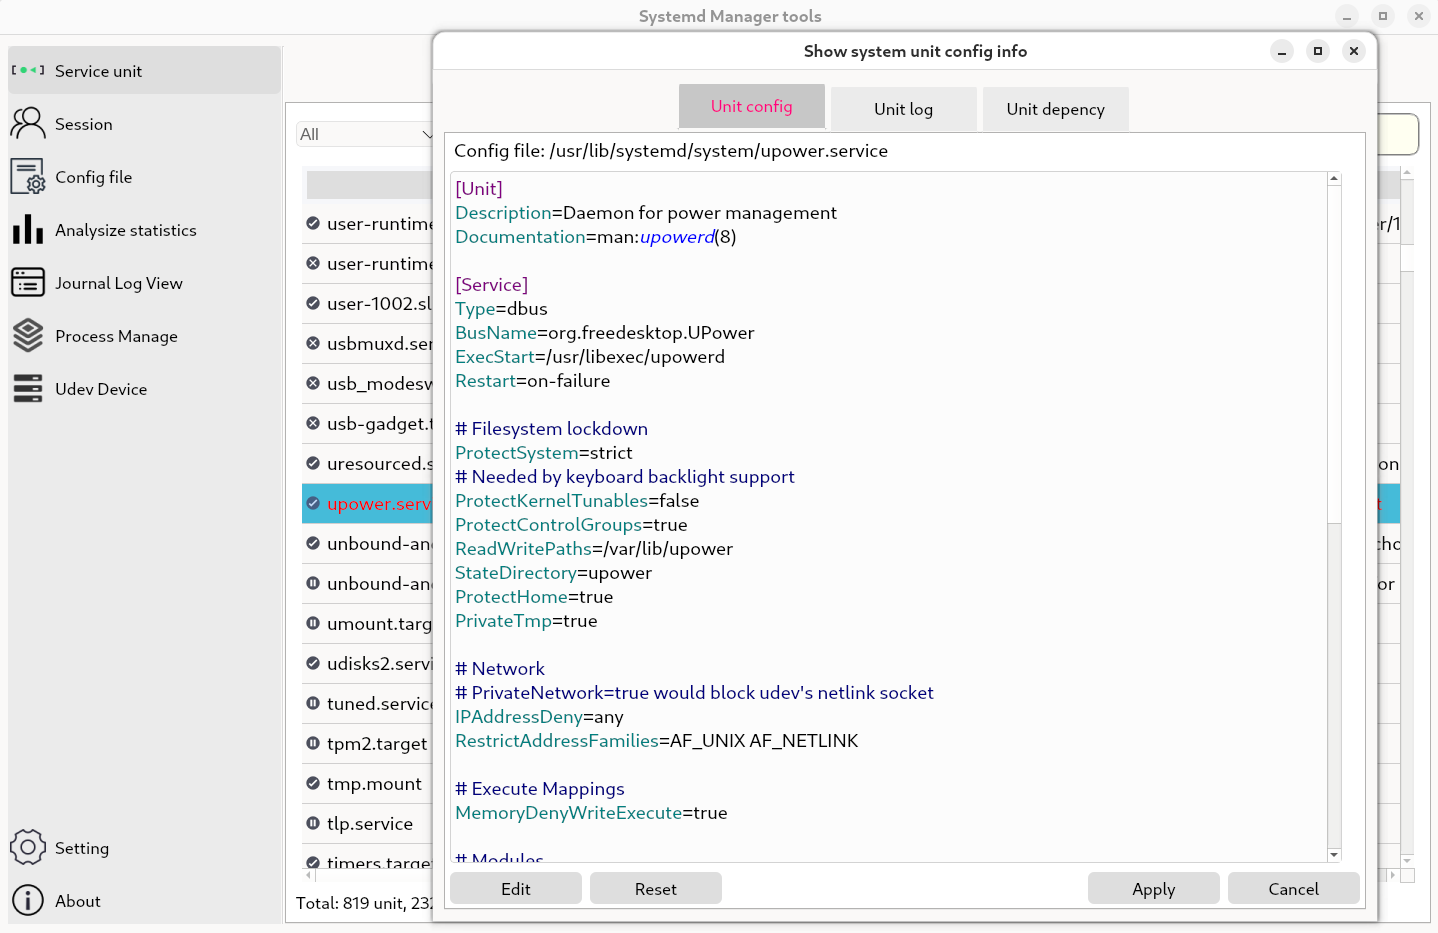 Systemd Manager tools
Service unit
Session
Config file
Analysize statistics
Journal Log View
Process Manage
Udev Device
Setting
About
All
user-runtime
user-runtime
user-1002.sl
usbmuxd.ser
usb_modesw
usb-gadget.t
uresourced.s
upower.servi
unbound-an
unbound-an
umount.targ
udisks2.servi
tuned.service
tpm2.target
tmp.mount
tlp.service
timers.target
Total: 819 unit, 232
er/1
on
t
cho
or
Show system unit config info
Unit config
Unit log
Unit depency
Config file: /usr/lib/systemd/system/upower.service
[Unit]
Description=Daemon for power management
Documentation=man:upowerd(8)
[Service]
Type=dbus
BusName=org.freedesktop.UPower
ExecStart=/usr/libexec/upowerd
Restart=on-failure
# Filesystem lockdown
ProtectSystem=strict
# Needed by keyboard backlight support
ProtectKernelTunables=false
ProtectControlGroups=true
ReadWritePaths=/var/lib/upower
StateDirectory=upower
ProtectHome=true
PrivateTmp=true
# Network
# PrivateNetwork=true would block udev's netlink socket
IPAddressDeny=any
RestrictAddressFamilies=AF_UNIX AF_NETLINK
# Execute Mappings
MemoryDenyWriteExecute=true
# Modules
Edit
Reset
Apply
Cancel